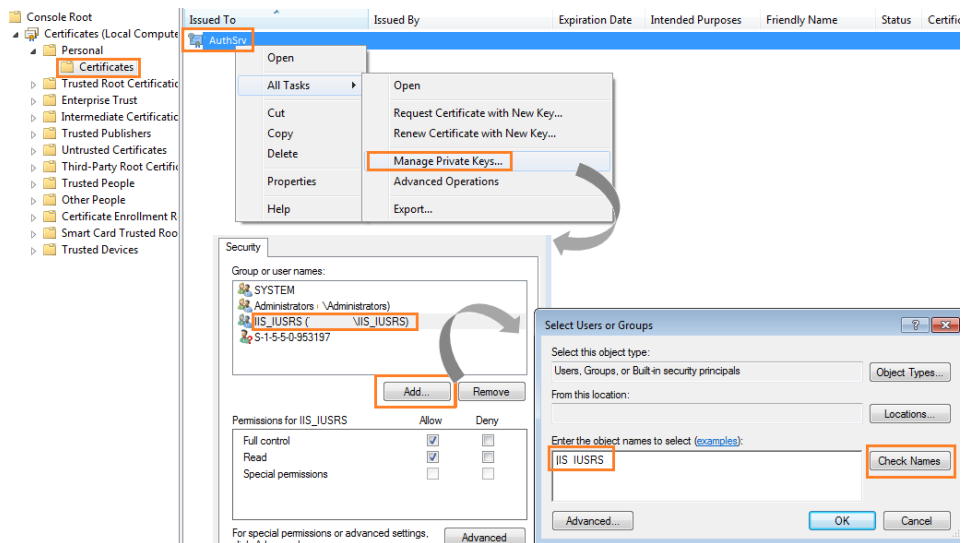 Console Root
Certificates (Local Compute
Personal
Certificates
Trusted Root Certificatic
Enterprise Trust
Intermediate Certificatic
Trusted Publishers
Untrusted Certificates
Third-Party Root Certific
Trusted People
Other People
Certificate Enrollment R
Smart Card Trusted Roo
Trusted Devices
Issued To Issued By Expiration Date Intended Purposes Friendly Name Status Certific
AuthSrv
Open
All Tasks
Cut
Copy
Delete
Properties
Help
Open
Request Certificate with New Key...
Renew Certificate with New Key...
Manage Private Keys...
Advanced Operations
Export...
Security
Group or user names:
SYSTEM
Administrators \Administrators)
IIS_IUSRS ( \IIS_IUSRS)
S-1-5-5-0-953197
Add... Remove
Permissions for IIS_IUSRS Allow Deny
Full control
Read
Special permissions
For special permissions or advanced settings,
Advanced
Select Users or Groups
Select this object type:
Users, Groups, or Built-in security principals
Object Types...
From this location:
Locations...
Enter the object names to select (examples):
IIS_IUSRS
Check Names
Advanced...
OK Cancel